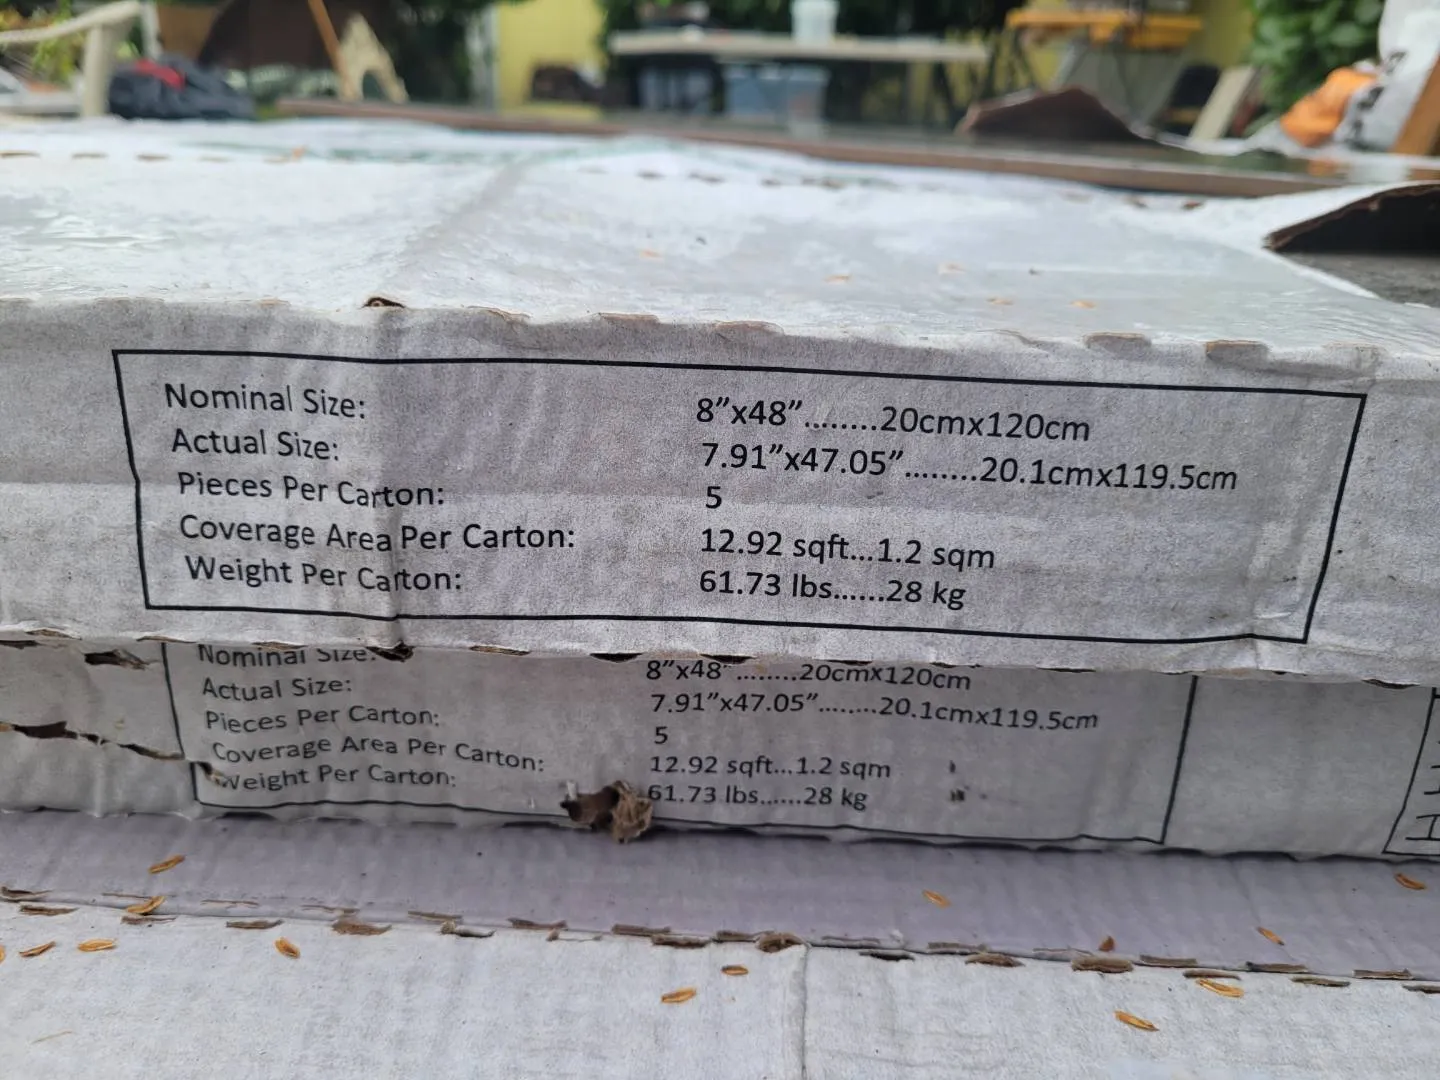 Nominal Size: 8”x48”........20cmx120cm
Actual Size: 7.91”x47.05”........20.1cmx119.5cm
Pieces Per Carton: 5
Coverage Area Per Carton: 12.92 sqft...1.2 sqm
Weight Per Carton: 61.73 lbs......28 kg
Nominal Size: 8”x48”........20cmx120cm
Actual Size: 7.91”x47.05”........20.1cmx119.5cm
Pieces Per Carton: 5
Coverage Area Per Carton: 12.92 sqft...1.2 sqm
Weight Per Carton: 61.73 lbs......28 kg